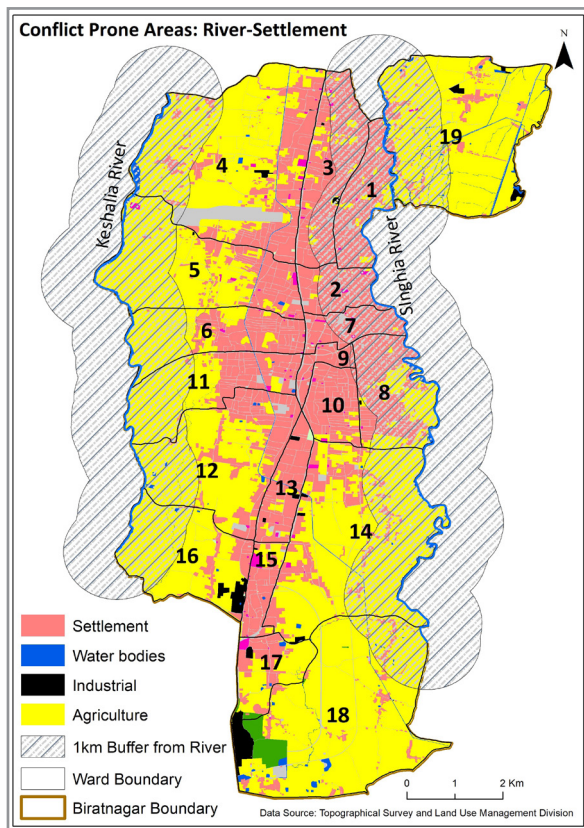 Conflict Prone Areas: River-Settlement
N
19
4
3
1
Keshalia River
Singhia River
5
2
7
6
9
11
8
10
12
13
14
16
15
17
18
Settlement
Water bodies
Industrial
Agriculture
1km Buffer from River
Ward Boundary
Biratnagar Boundary
0 1 2 Km
Data Source: Topographical Survey and Land Use Management Division